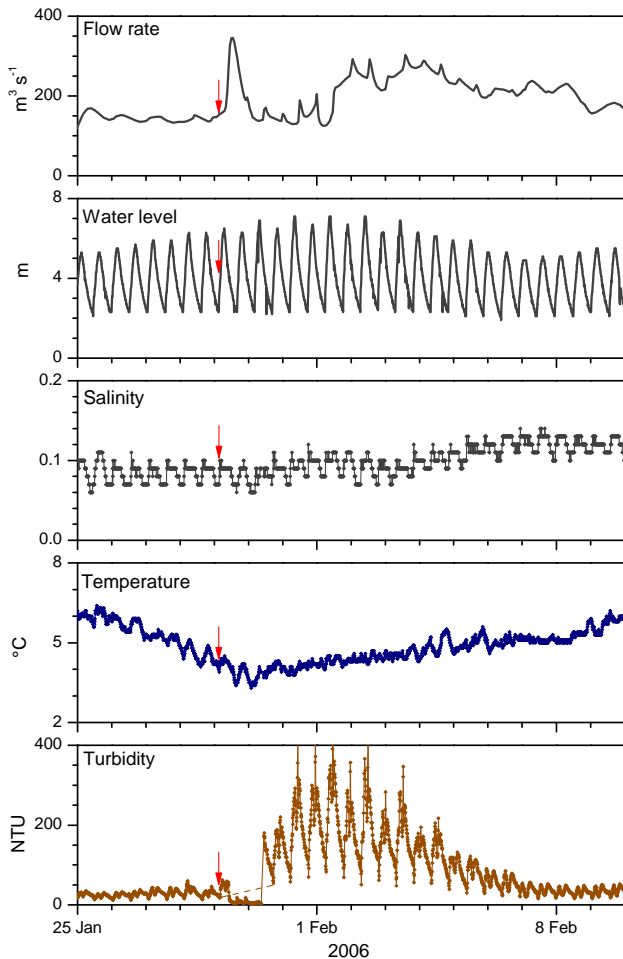 400
Flow rate
200
0
m³ s⁻¹
8
Water level
4
0
m
0.2
Salinity
0.1
0.0
8
Temperature
5
2
°C
400
Turbidity
200
0
NTU
25 Jan
1 Feb
8 Feb
2006